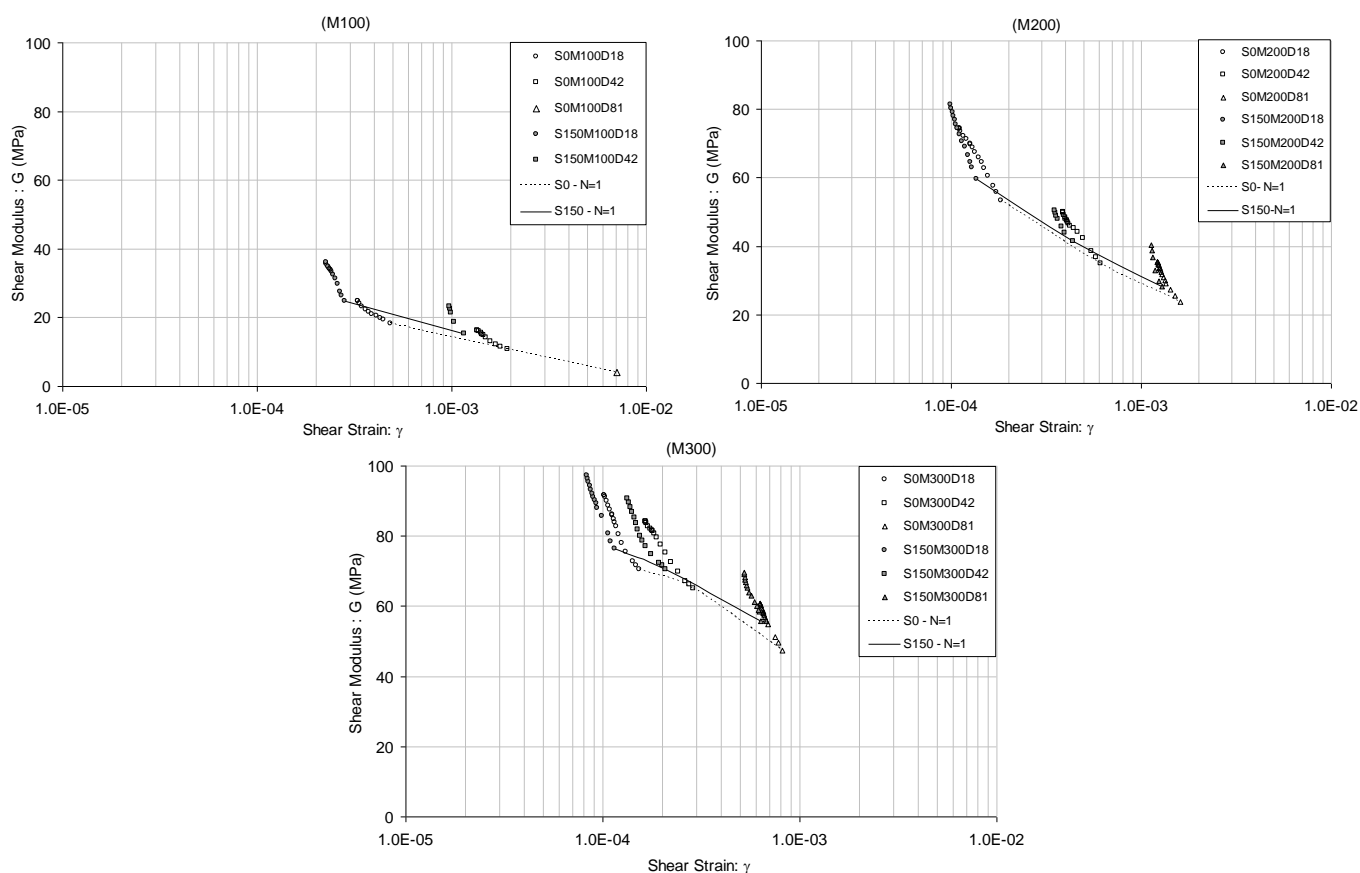 (M100)
100
80
60
40
20
0
Shear Modulus : G (MPa)
1.0E-05
1.0E-04
1.0E-03
1.0E-02
Shear Strain: γ
S0M100D18
S0M100D42
S0M100D81
S150M100D18
S150M100D42
S0 - N=1
S150 - N=1
(M200)
100
80
60
40
20
0
Shear Modulus : G (MPa)
1.0E-05
1.0E-04
1.0E-03
1.0E-02
Shear Strain: γ
S0M200D18
S0M200D42
S0M200D81
S150M200D18
S150M200D42
S150M200D81
S0- N=1
S150-N=1
(M300)
100
80
60
40
20
0
Shear Modulus : G (MPa)
1.0E-05
1.0E-04
1.0E-03
1.0E-02
Shear Strain: γ
S0M300D18
S0M300D42
S0M300D81
S150M300D18
S150M300D42
S150M300D81
S0 - N=1
S150 - N=1